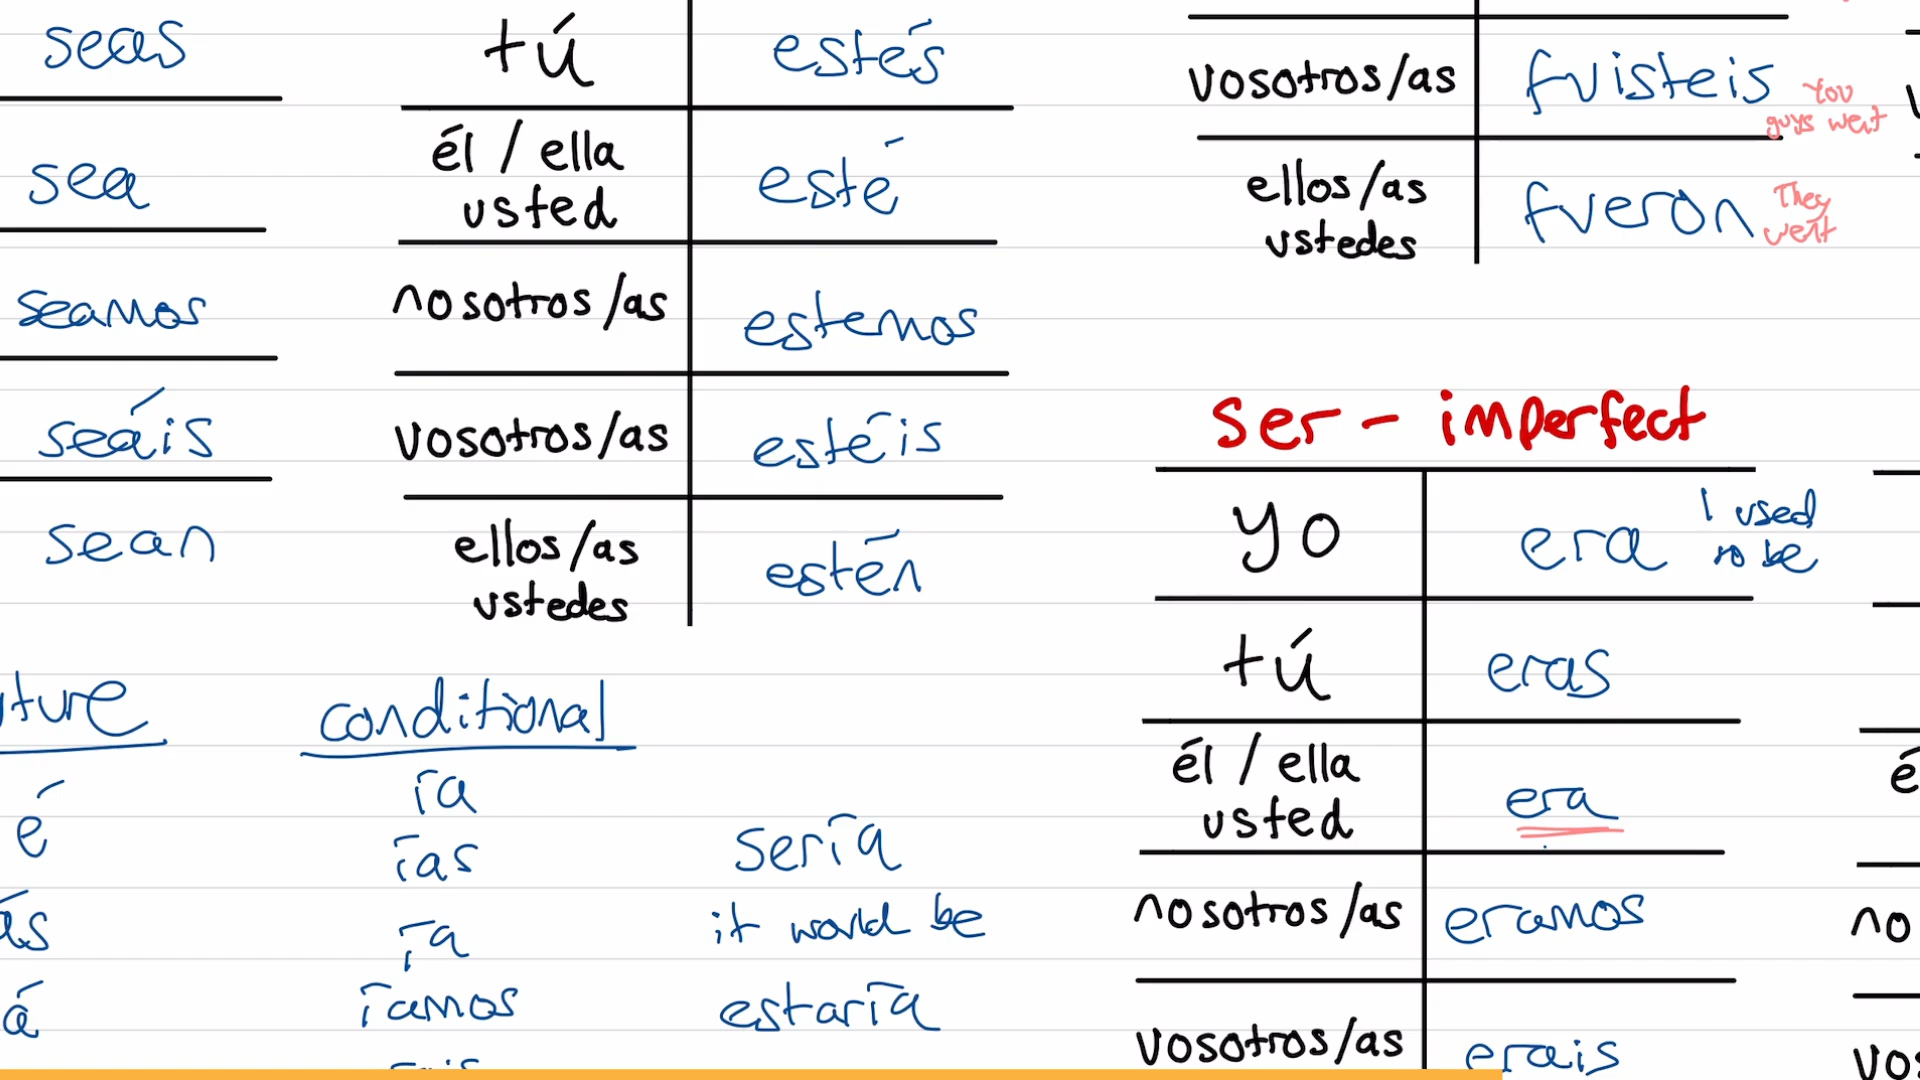 seas
sea
seamos
seáis
sean
tú estés
él / ella
usted esté
nosotros/as estemos
vosotros/as estéis
ellos/as
ustedes estén
vosotros/as fuisteis You
guys went
ellos/as
ustedes fueron They
went
ser - imperfect
yo era I used
to be
tú eras
él / ella
usted era
nosotros/as eramos
vosotros/as erais
uture
é
ás
á
conditional
ía
ías
ía
íamos
sería
it would be
estaría
é
no
vos